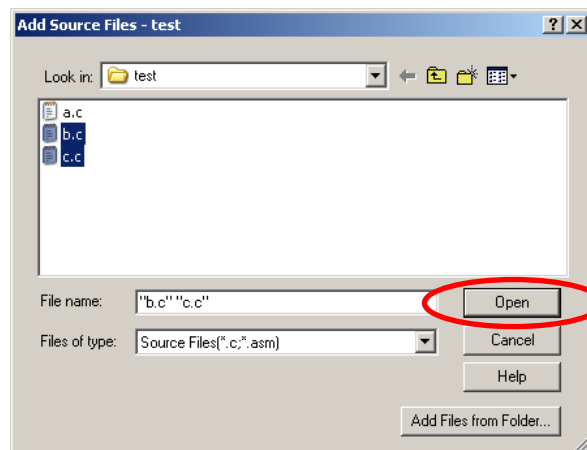 Add Source Files - test
Look in: test
a.c
b.c
c.c
File name: "b.c" "c.c"
Open
Files of type: Source Files(*.c;*.asm)
Cancel
Help
Add Files from Folder...